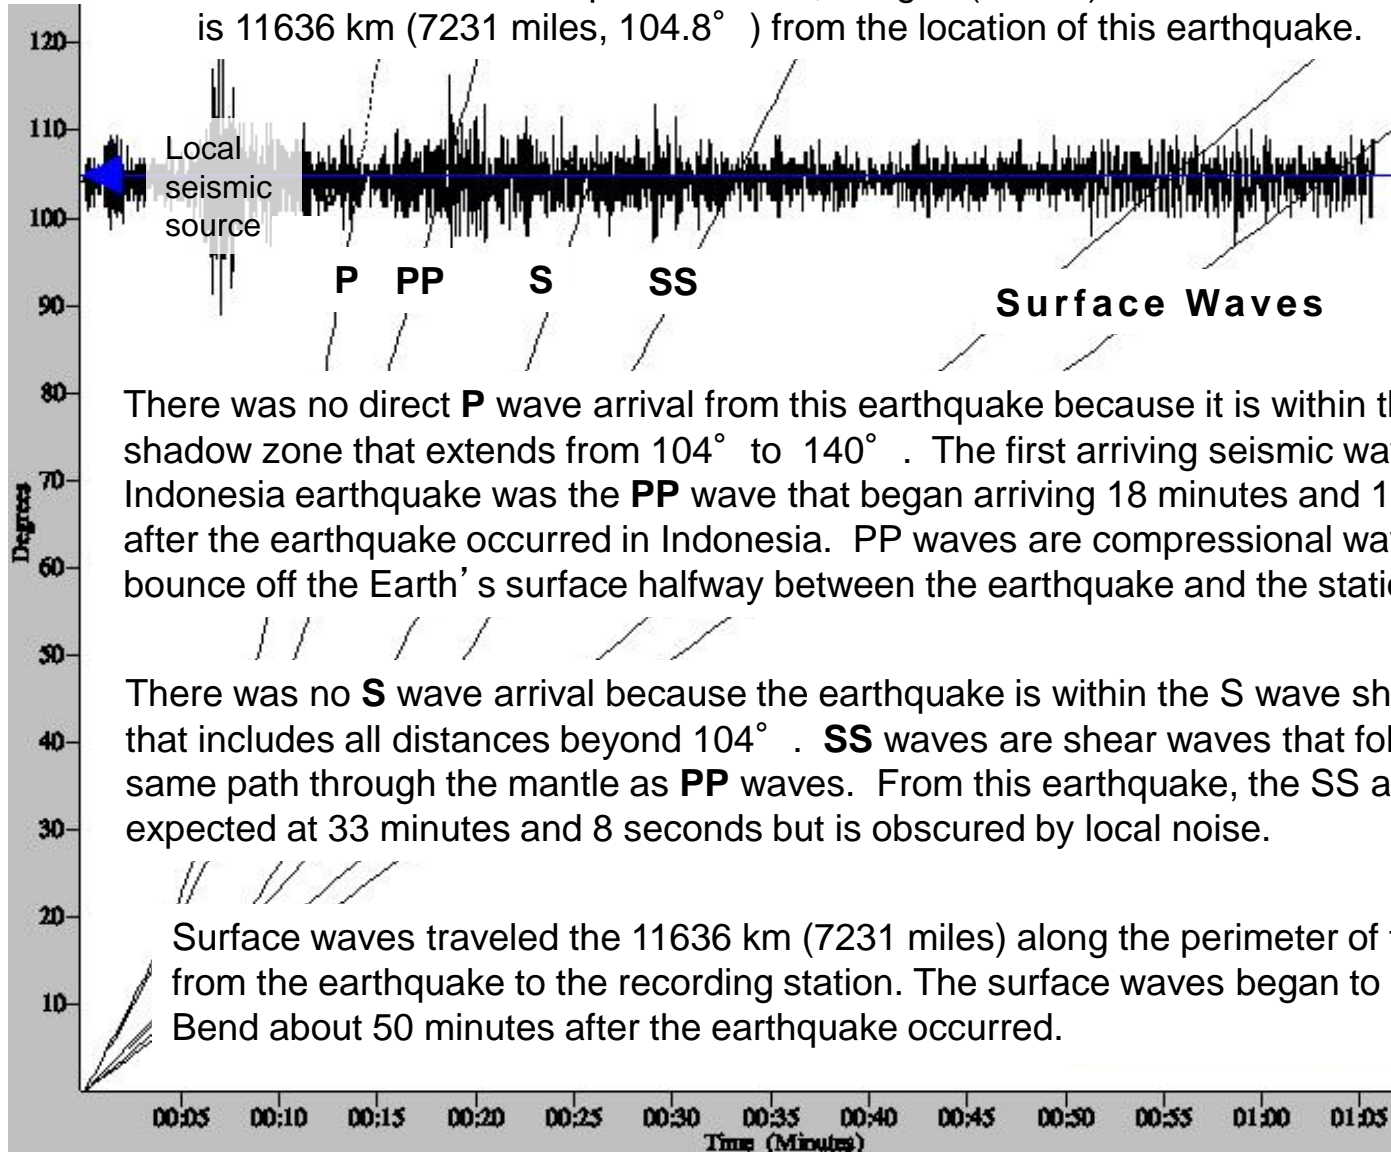 is 11636 km (7231 miles, 104.8° ) from the location of this earthquake.
120
110
Local
seismic
source
100
P PP S SS
Surface Waves
90
80
There was no direct P wave arrival from this earthquake because it is within
shadow zone that extends from 104° to 140° . The first arriving seismic
Indonesia earthquake was the PP wave that began arriving 18 minutes and 1
after the earthquake occurred in Indonesia. PP waves are compressional
bounce off the Earth’s surface halfway between the earthquake and the
70
Degrees
60
50
There was no S wave arrival because the earthquake is within the S wave
that includes all distances beyond 104° . SS waves are shear waves that
same path through the mantle as PP waves. From this earthquake, the SS
expected at 33 minutes and 8 seconds but is obscured by local noise.
40
30
20
Surface waves traveled the 11636 km (7231 miles) along the perimeter of
from the earthquake to the recording station. The surface waves began to
Bend about 50 minutes after the earthquake occurred.
10
00:05 00:10 00:15 00:20 00:25 00:30 00:35 00:40 00:45 00:50 00:55 01:00 01:05
Time (Minutes)